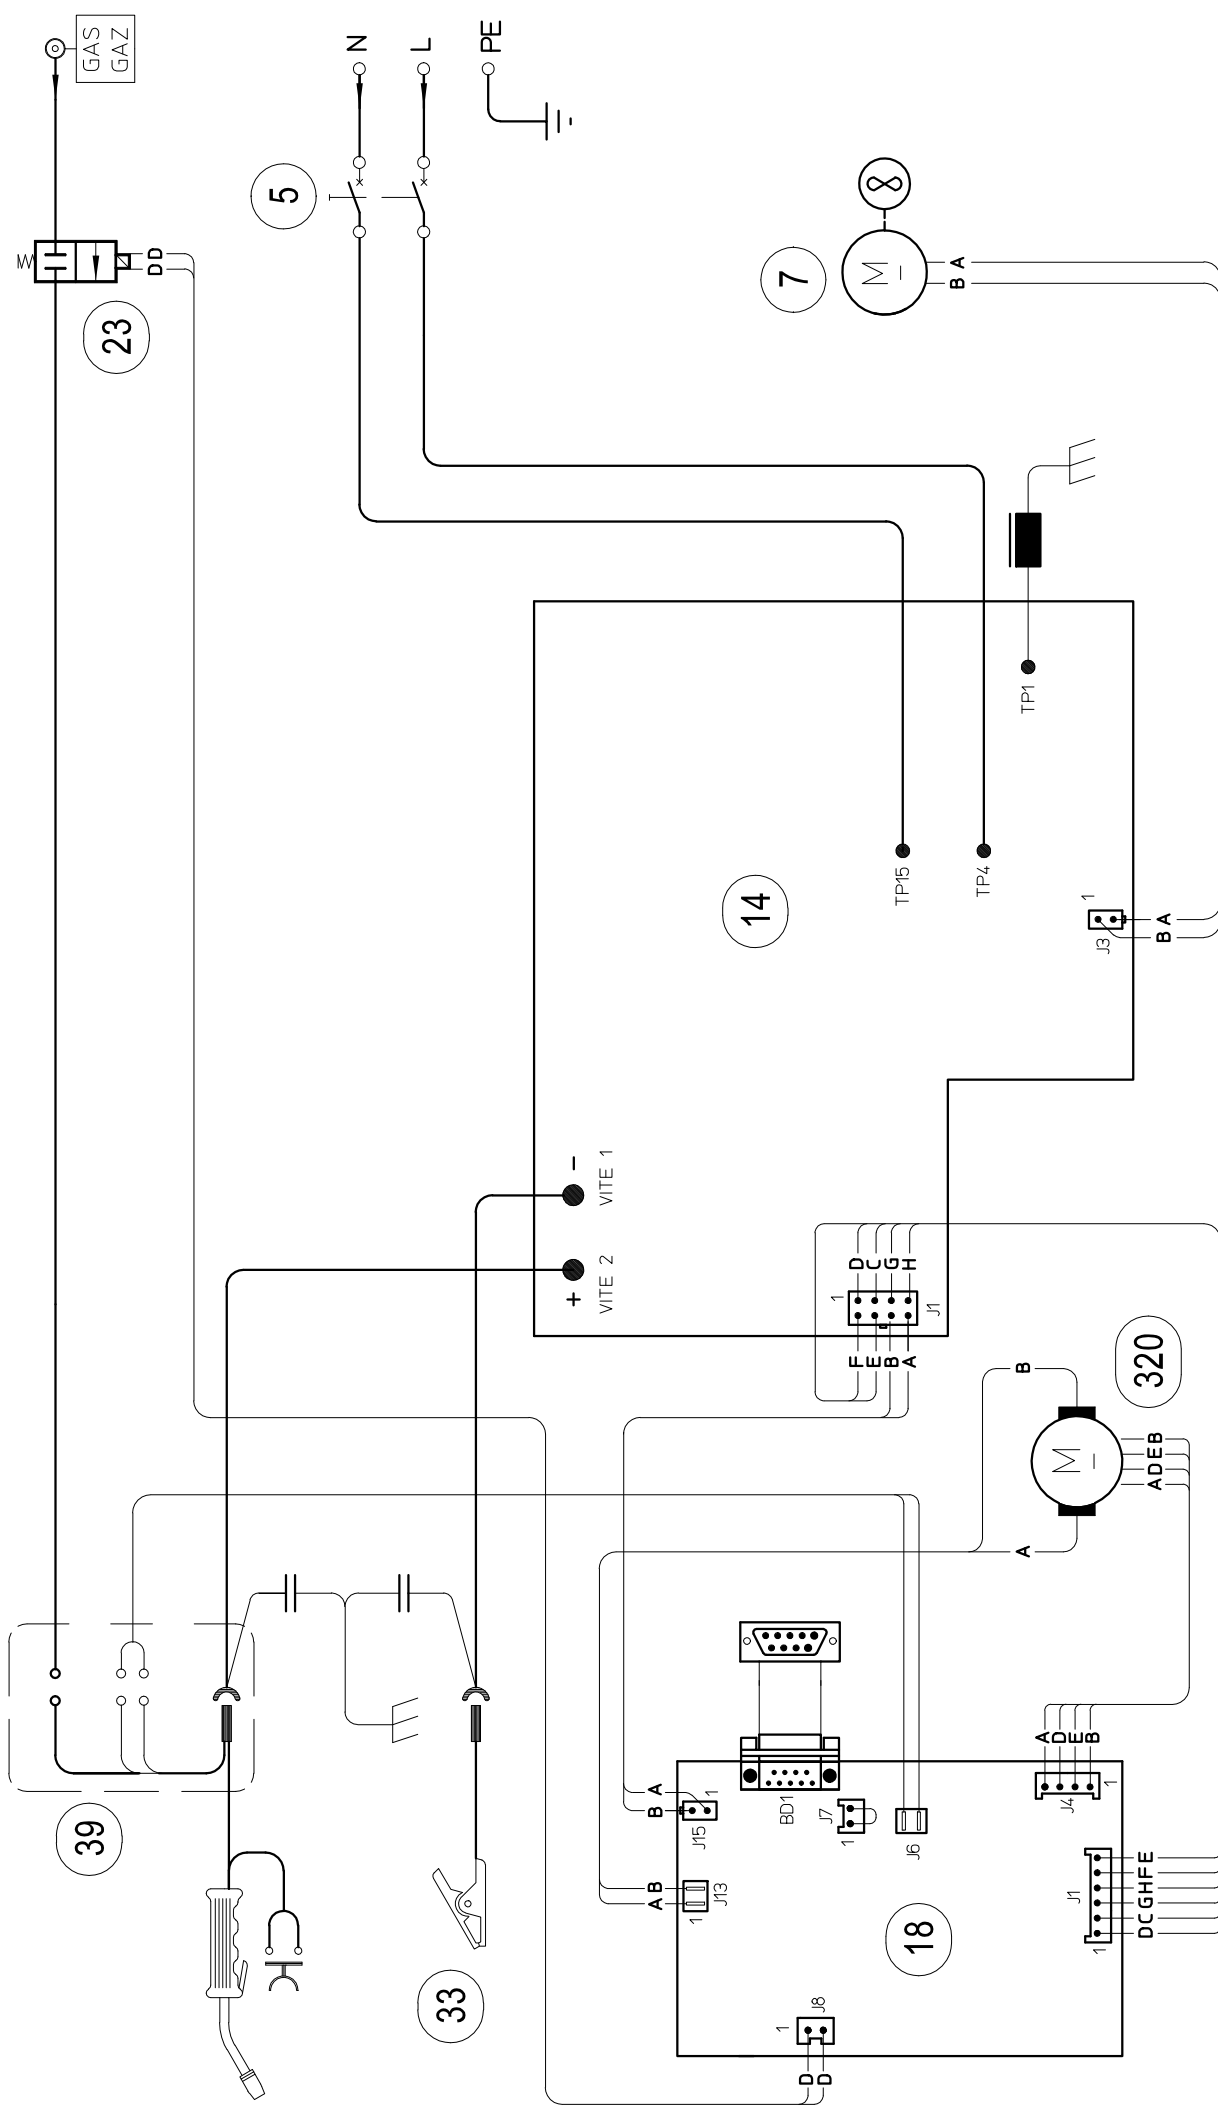 39
23
GAS
GAZ
D D
5
N
L
PE
33
+
VITE 2
-
VITE 1
A B
1
J13
B A
1
J15
14
7
M
8
B A
BD1
D
D
1
J8
J7
1
J6
18
F
E
B
A
1
J1
D
C
G
H
TP15
TP4
TP1
A
B
M
320
A D E B
A
D
E
B
J4
1
J1
1
D C G H F E
J3
1
B A